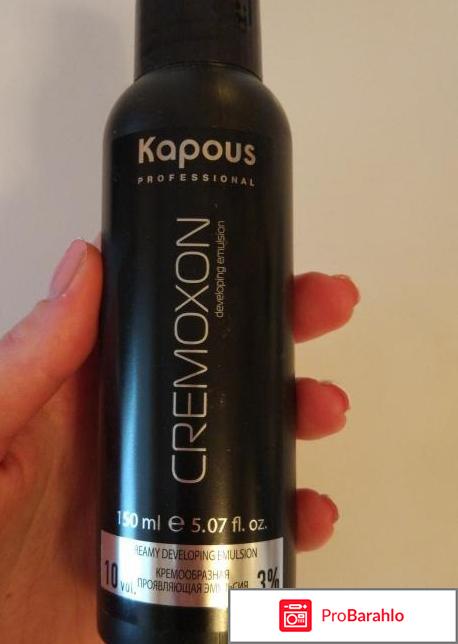 Kapous
PROFESSIONAL
CREMOXON
developing emulsion
150 ml e 5.07 fl. oz.
REAMY DEVELOPING EMULSION
10 vol.
КРЕМООБРАЗНАЯ
ПРОЯВЛЯЮЩАЯ
3%
ProBarahlo